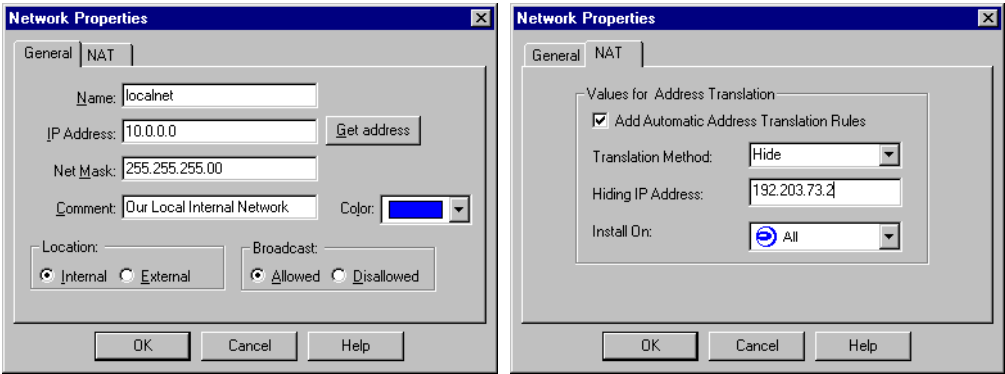 Network Properties
General NAT
Name: localnet
IP Address: 10.0.0.0 Get address
Net Mask: 255.255.255.00
Comment: Our Local Internal Network Color:
Location: Broadcast:
Internal External Allowed Disallowed
OK Cancel Help
Network Properties
General NAT
Values for Address Translation
Add Automatic Address Translation Rules
Translation Method: Hide
Hiding IP Address: 192.203.73.2
Install On: All
OK Cancel Help